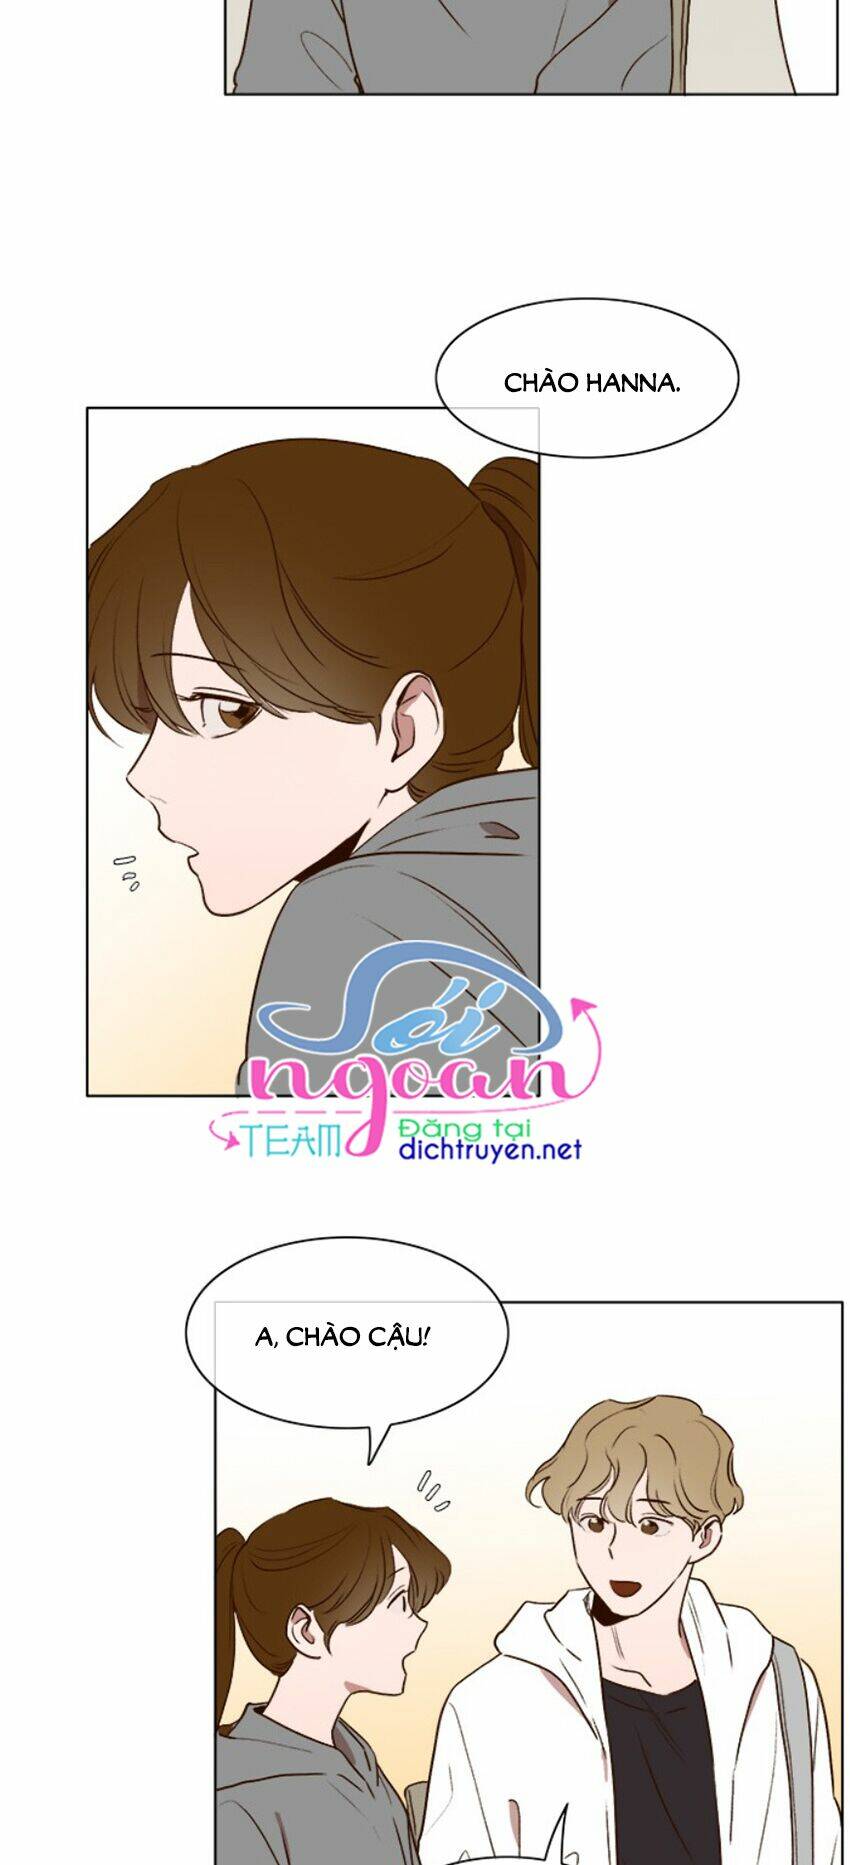 CHÀO HANNA.
Sói
ngoan
TEAM
Đăng tại
dichtruyen.net
A, CHÀO CẬU!